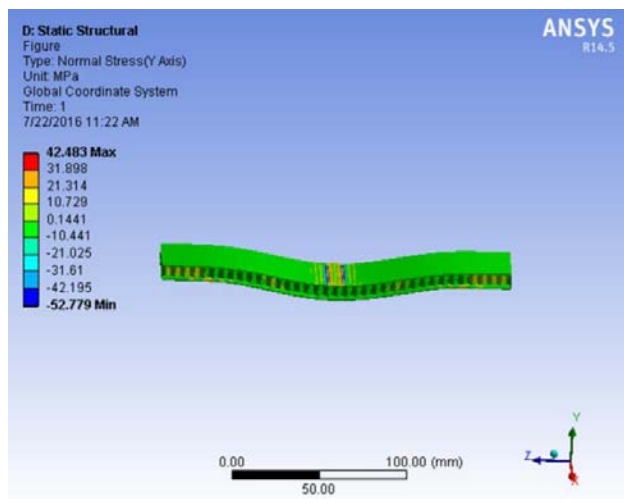 D: Static Structural
Figure
Type: Normal Stress(Y Axis)
Unit: MPa
Global Coordinate System
Time: 1
7/22/2016 11:22 AM
ANSYS
R14.5
42.483 Max
31.898
21.314
10.729
0.1441
-10.441
-21.025
-31.61
-42.195
-52.779 Min
0.00
100.00 (mm)
50.00
Y
Z
X